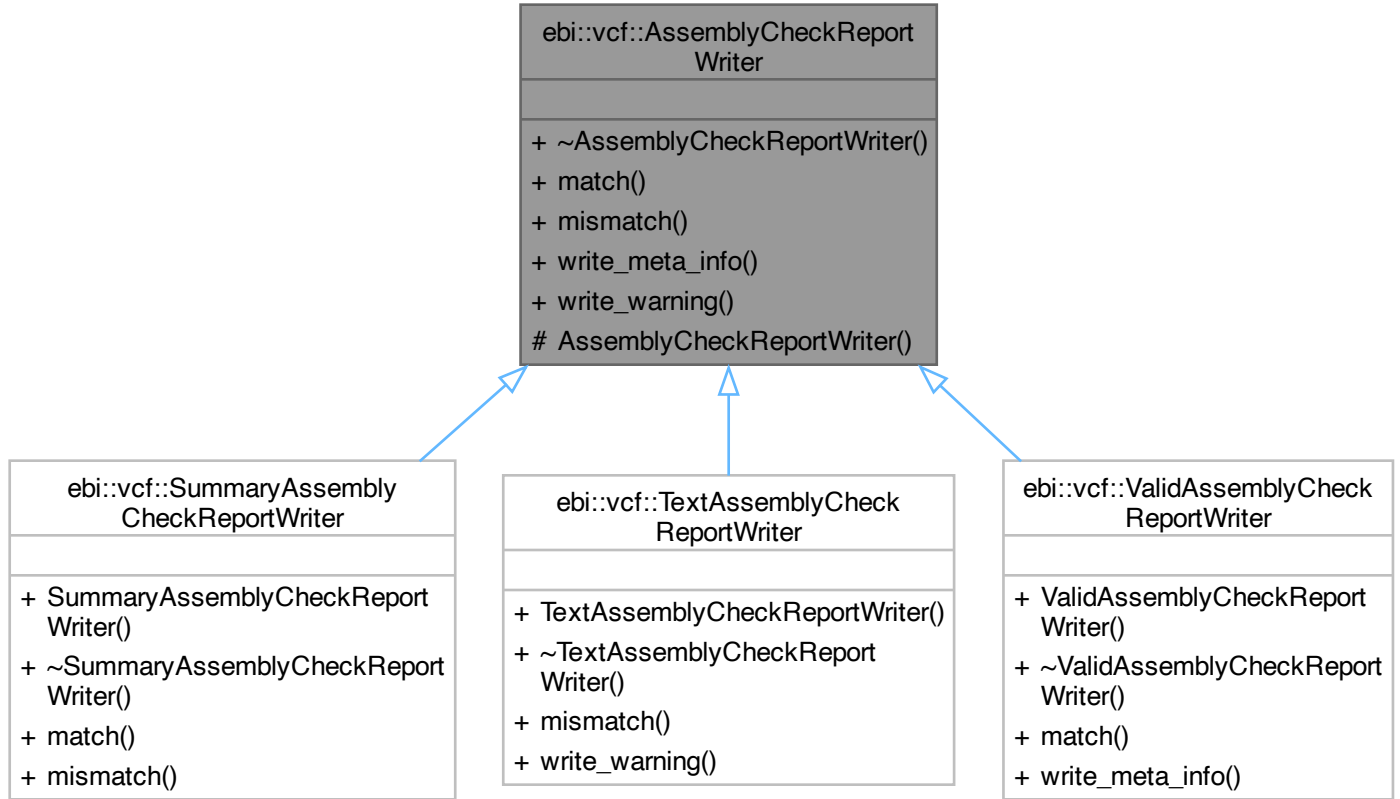 ebi::vcf::AssemblyCheckReport
Writer
+ ~AssemblyCheckReportWriter()
+ match()
+ mismatch()
+ write_meta_info()
+ write_warning()
# AssemblyCheckReportWriter()
ebi::vcf::SummaryAssembly
CheckReportWriter
+ SummaryAssemblyCheckReport
Writer()
+ ~SummaryAssemblyCheckReport
Writer()
+ match()
+ mismatch()
ebi::vcf::TextAssemblyCheck
ReportWriter
+ TextAssemblyCheckReportWriter()
+ ~TextAssemblyCheckReport
Writer()
+ mismatch()
+ write_warning()
ebi::vcf::ValidAssemblyCheck
ReportWriter
+ ValidAssemblyCheckReport
Writer()
+ ~ValidAssemblyCheckReport
Writer()
+ match()
+ write_meta_info()